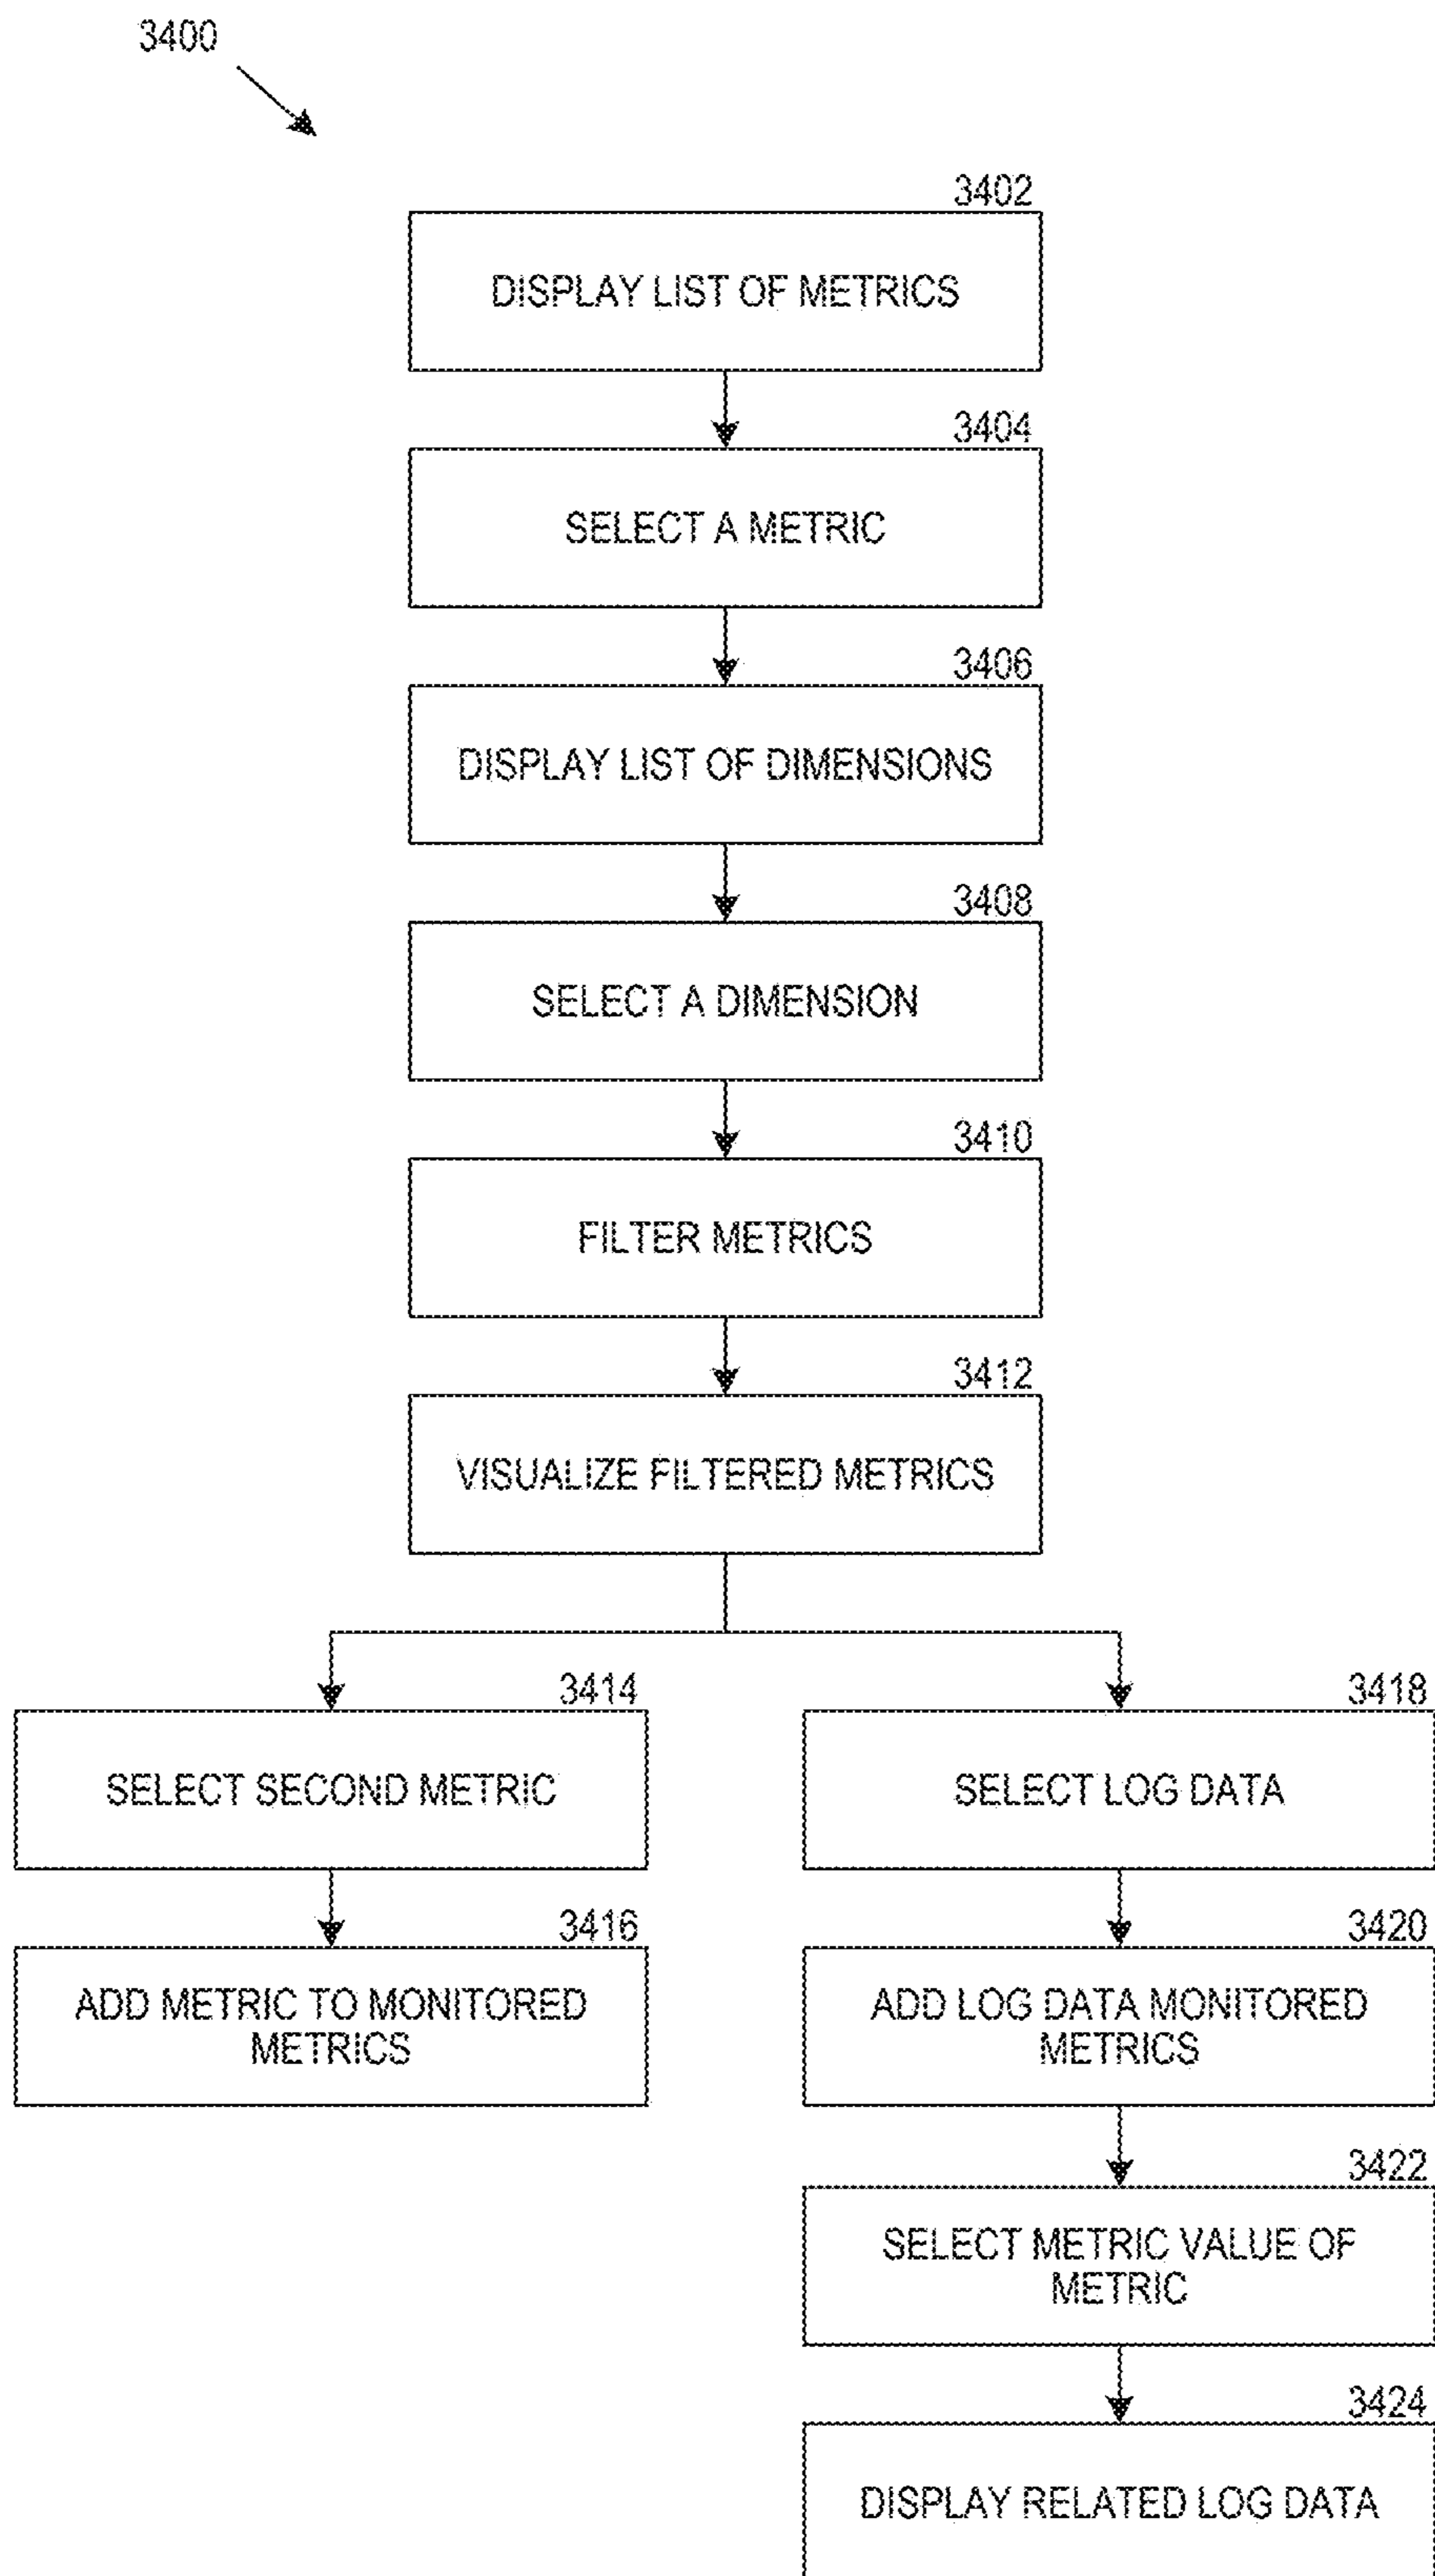 3400
3402
DISPLAY LIST OF METRICS
3404
SELECT A METRIC
3406
DISPLAY LIST OF DIMENSIONS
3408
SELECT A DIMENSION
3410
FILTER METRICS
3412
VISUALIZE FILTERED METRICS
3414
SELECT SECOND METRIC
3416
ADD METRIC TO MONITORED
METRICS
3418
SELECT LOG DATA
3420
ADD LOG DATA MONITORED
METRICS
3422
SELECT METRIC VALUE OF
METRIC
3424
DISPLAY RELATED LOG DATA